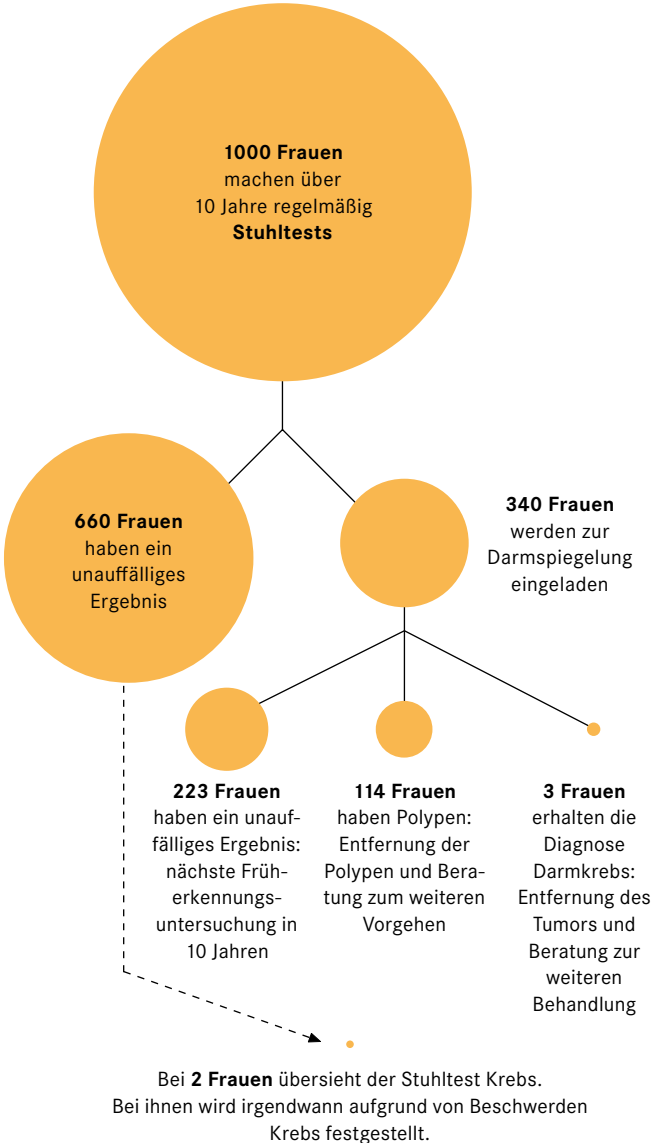 1000 Frauen
machen über
10 Jahre regelmäßig
Stuhltests
660 Frauen
haben ein
unauffälliges
Ergebnis
340 Frauen
werden zur
Darmspiegelung
eingeladen
223 Frauen
haben ein unauf-
fälliges Ergebnis:
nächste Früh-
erkennungs-
untersuchung in
10 Jahren
114 Frauen
haben Polypen:
Entfernung der
Polypen und Bera-
tung zum weiteren
Vorgehen
3 Frauen
erhalten die
Diagnose
Darmkrebs:
Entfernung des
Tumors und
Beratung zur
weiteren
Behandlung
Bei 2 Frauen übersieht der Stuhltest Krebs.
Bei ihnen wird irgendwann aufgrund von Beschwerden
Krebs festgestellt.